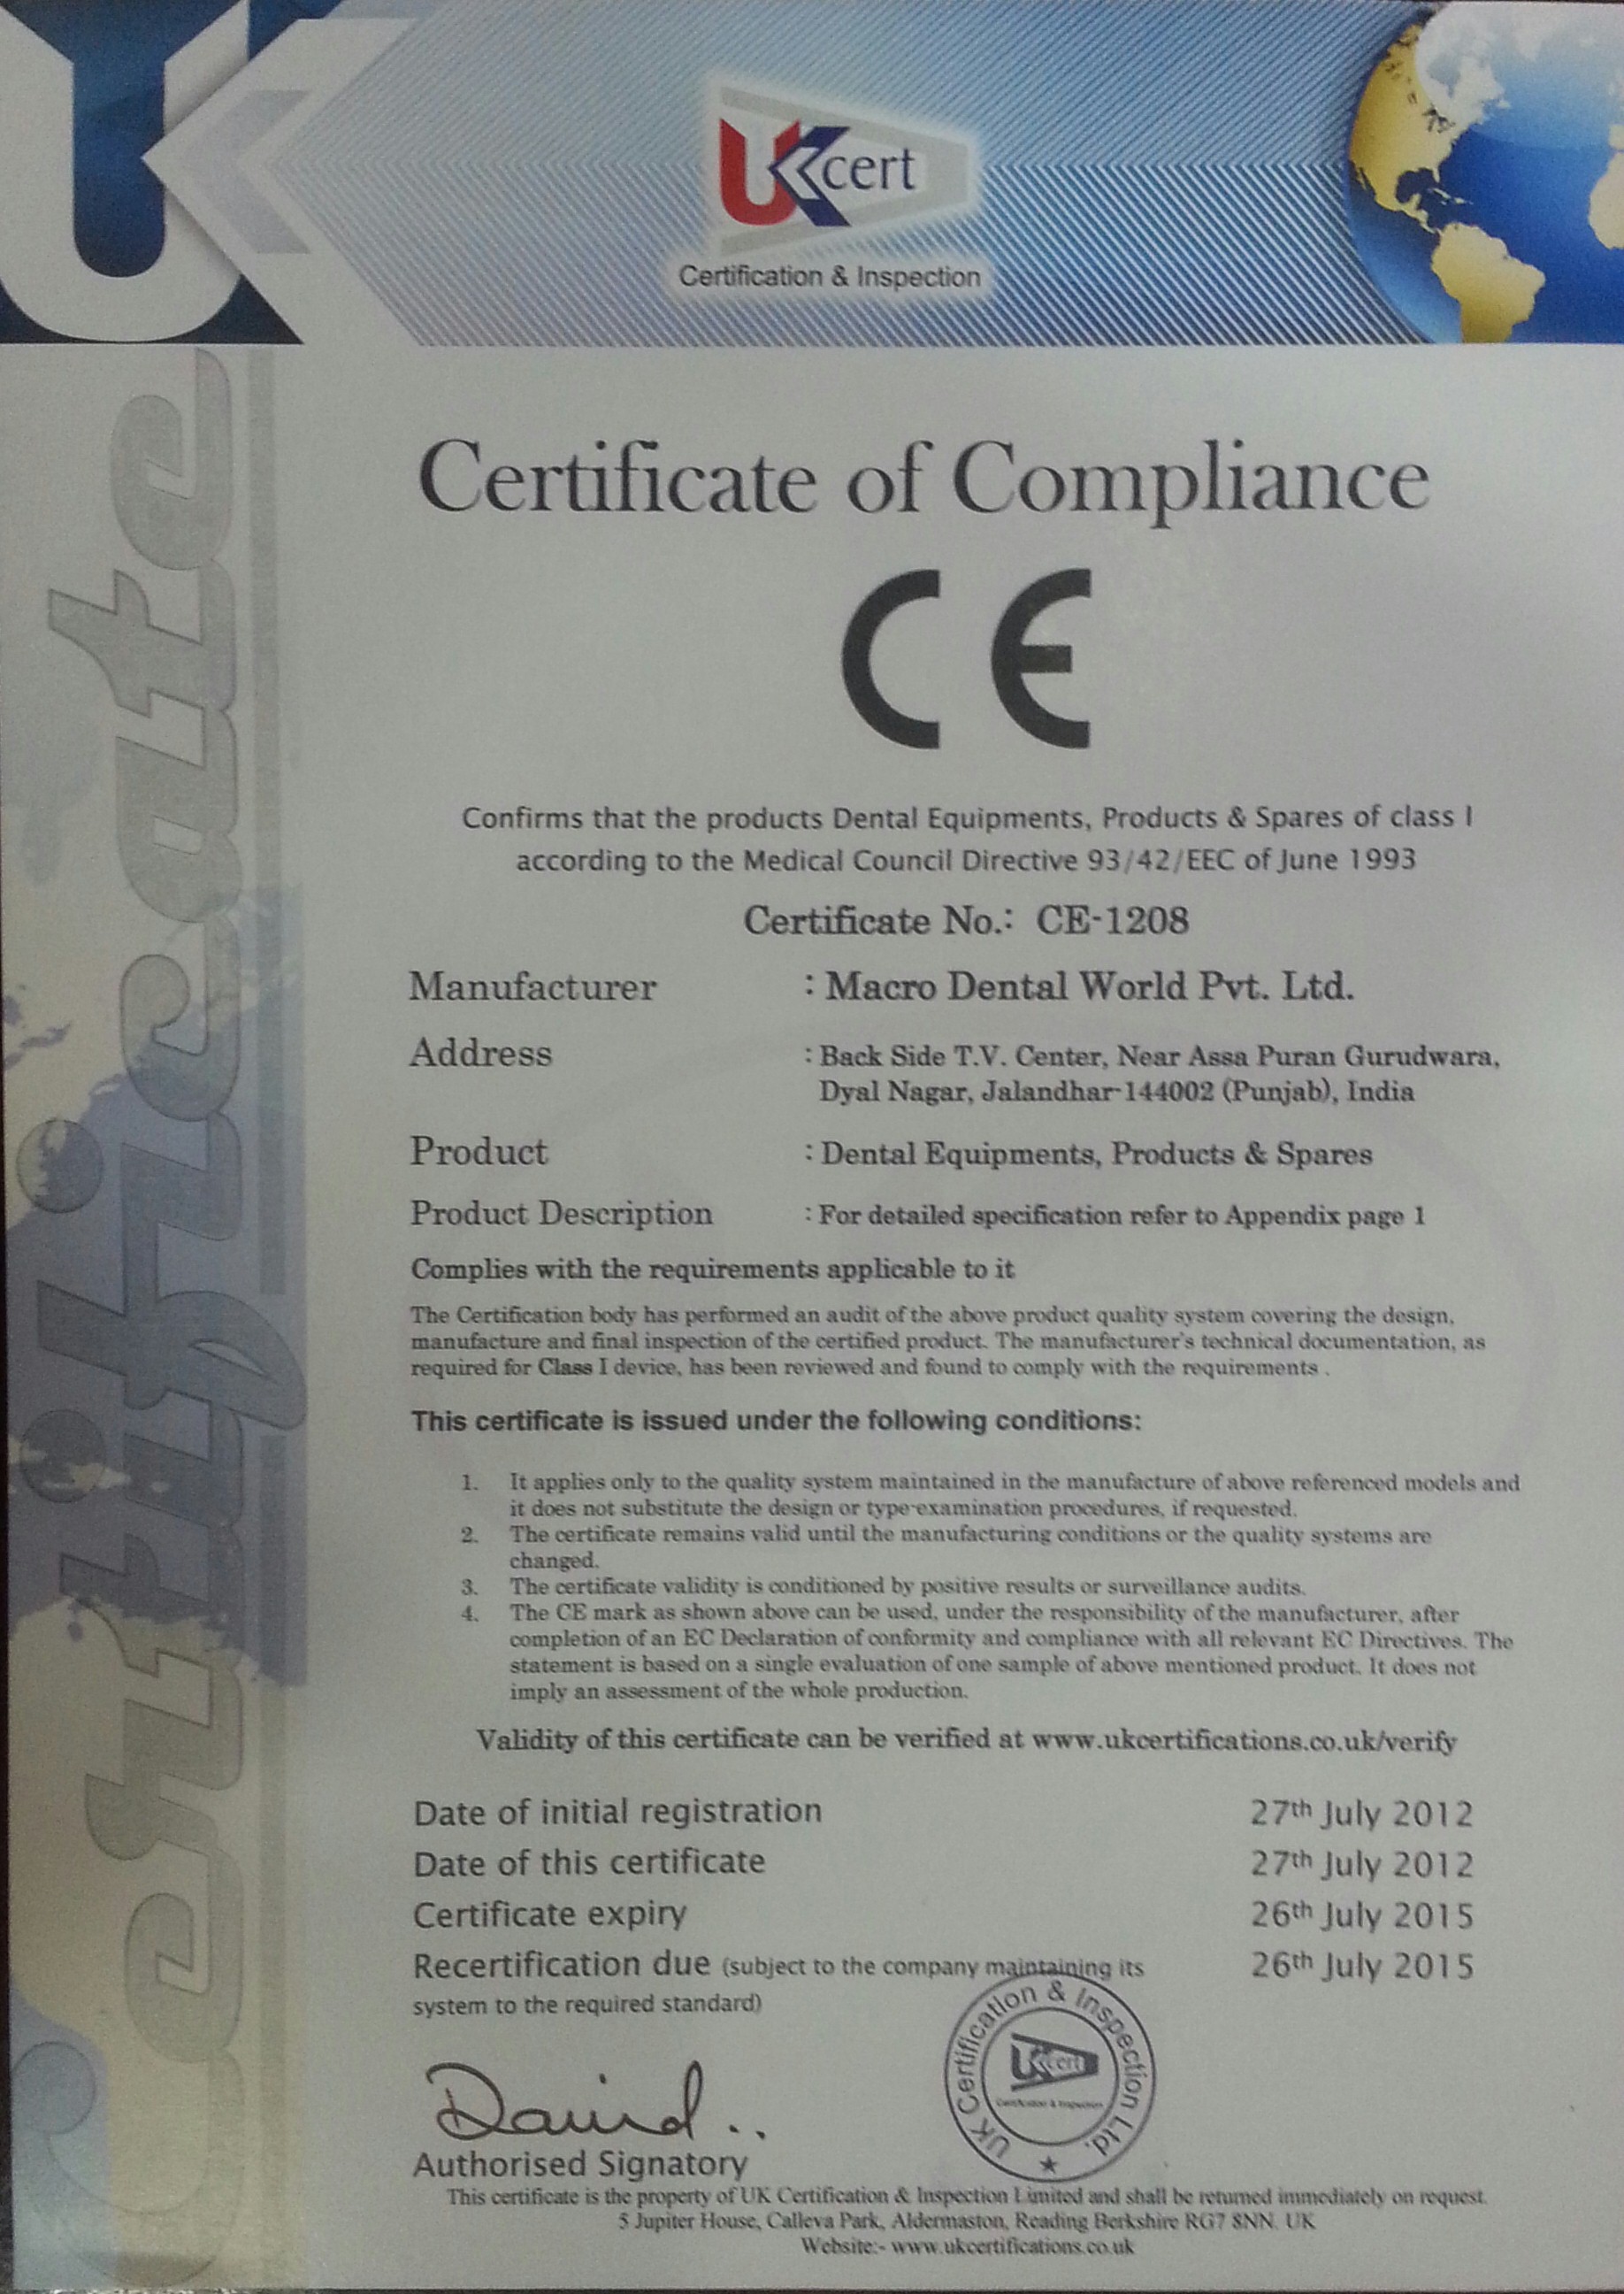 UK cert
Certification & Inspection
Certificate
Certificate of Compliance
CE
Confirms that the products Dental Equipments, Products & Spares of class I
according to the Medical Council Directive 93/42/EEC of June 1993
Certificate No.: CE-1208
Manufacturer : Macro Dental World Pvt. Ltd.
Address : Back Side T.V. Center, Near Assa Puran Gurudwara,
Dyal Nagar, Jalandhar-144002 (Punjab), India
Product : Dental Equipments, Products & Spares
Product Description : For detailed specification refer to Appendix page 1
Complies with the requirements applicable to it
The Certification body has performed an audit of the above product quality system covering the design,
manufacture and final inspection of the certified product. The manufacturer's technical documentation, as
required for Class I device, has been reviewed and found to comply with the requirements .
This certificate is issued under the following conditions:
1. It applies only to the quality system maintained in the manufacture of above referenced models and
it does not substitute the design or type-examination procedures, if requested.
2. The certificate remains valid until the manufacturing conditions or the quality systems are
changed.
3. The certificate validity is conditioned by positive results or surveillance audits.
4. The CE mark as shown above can be used, under the responsibility of the manufacturer, after
completion of an EC Declaration of conformity and compliance with all relevant EC Directives. The
statement is based on a single evaluation of one sample of above mentioned product. It does not
imply an assessment of the whole production.
Validity of this certificate can be verified at www.ukcertifications.co.uk/verify
Date of initial registration 27th July 2012
Date of this certificate 27th July 2012
Certificate expiry 26th July 2015
Recertification due (subject to the company maintaining its 26th July 2015
system to the required standard)
UK Certification & Inspection Ltd.
UK cert
Certification & Inspection
David..
Authorised Signatory
This certificate is the property of UK Certification & Inspection Limited and shall be returned immediately on request.
5 Jupiter House, Calleva Park, Aldermaston, Reading Berkshire RG7 8NN. UK
Website:- www.ukcertifications.co.uk